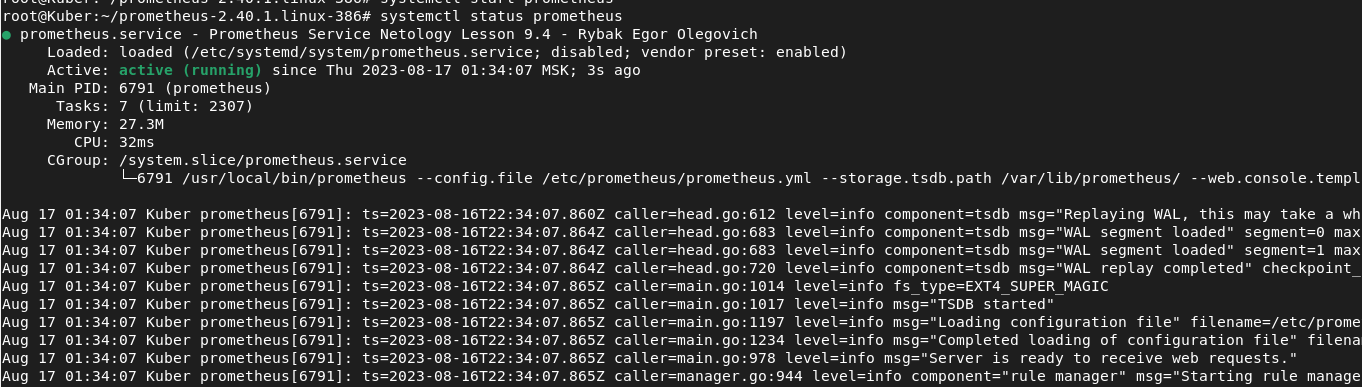 root@Kuber:~/prometheus-2.40.1.linux-386# systemctl start prometheus
root@Kuber:~/prometheus-2.40.1.linux-386# systemctl status prometheus
● prometheus.service - Prometheus Service Netology Lesson 9.4 - Rybak Egor Olegovich
Loaded: loaded (/etc/systemd/system/prometheus.service; disabled; vendor preset: enabled)
Active: active (running) since Thu 2023-08-17 01:34:07 MSK; 3s ago
Main PID: 6791 (prometheus)
Tasks: 7 (limit: 2307)
Memory: 27.3M
CPU: 32ms
CGroup: /system.slice/prometheus.service
└─6791 /usr/local/bin/prometheus --config.file /etc/prometheus/prometheus.yml --storage.tsdb.path /var/lib/prometheus/ --web.console.templ
Aug 17 01:34:07 Kuber prometheus[6791]: ts=2023-08-16T22:34:07.860Z caller=head.go:612 level=info component=tsdb msg="Replaying WAL, this may take a wh
Aug 17 01:34:07 Kuber prometheus[6791]: ts=2023-08-16T22:34:07.864Z caller=head.go:683 level=info component=tsdb msg="WAL segment loaded" segment=0 max
Aug 17 01:34:07 Kuber prometheus[6791]: ts=2023-08-16T22:34:07.864Z caller=head.go:683 level=info component=tsdb msg="WAL segment loaded" segment=1 max
Aug 17 01:34:07 Kuber prometheus[6791]: ts=2023-08-16T22:34:07.864Z caller=head.go:720 level=info component=tsdb msg="WAL replay completed" checkpoint_
Aug 17 01:34:07 Kuber prometheus[6791]: ts=2023-08-16T22:34:07.865Z caller=main.go:1014 level=info fs_type=EXT4_SUPER_MAGIC
Aug 17 01:34:07 Kuber prometheus[6791]: ts=2023-08-16T22:34:07.865Z caller=main.go:1017 level=info msg="TSDB started"
Aug 17 01:34:07 Kuber prometheus[6791]: ts=2023-08-16T22:34:07.865Z caller=main.go:1197 level=info msg="Loading configuration file" filename=/etc/prome
Aug 17 01:34:07 Kuber prometheus[6791]: ts=2023-08-16T22:34:07.865Z caller=main.go:1234 level=info msg="Completed loading of configuration file" filena
Aug 17 01:34:07 Kuber prometheus[6791]: ts=2023-08-16T22:34:07.865Z caller=main.go:978 level=info msg="Server is ready to receive web requests."
Aug 17 01:34:07 Kuber prometheus[6791]: ts=2023-08-16T22:34:07.865Z caller=manager.go:944 level=info component="rule manager" msg="Starting rule manage